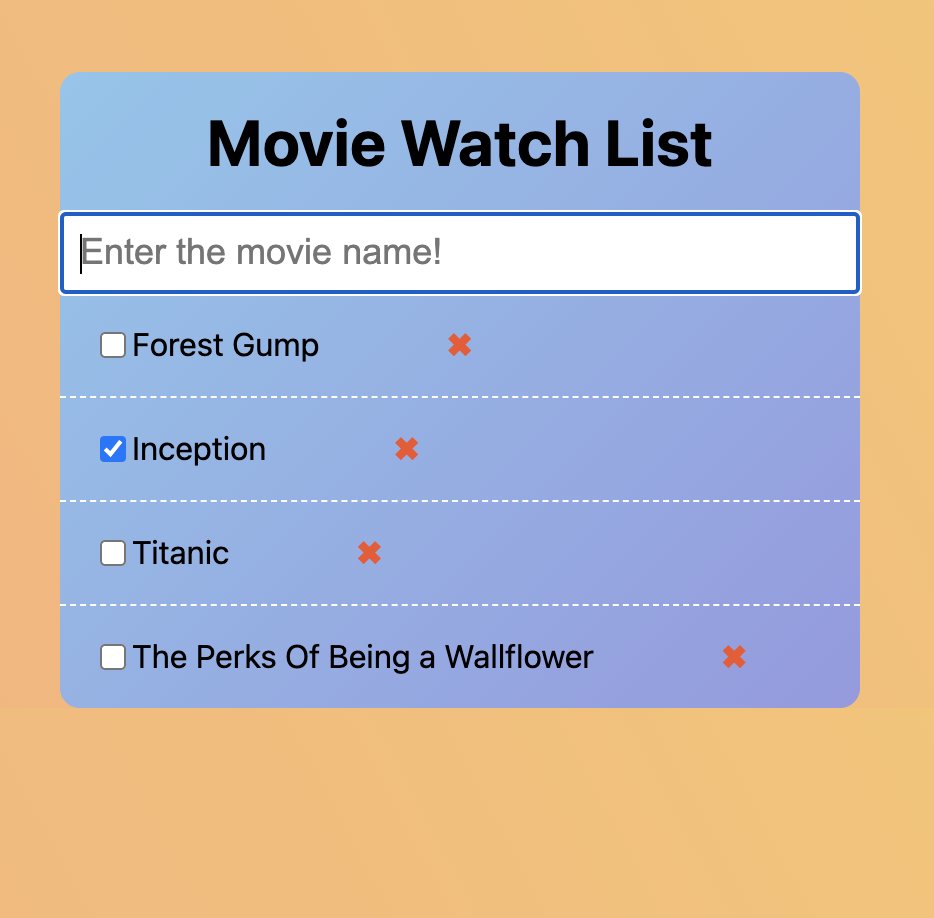 Movie Watch List
Enter the movie name!
Forest Gump ✖
Inception ✖
Titanic ✖
The Perks Of Being a Wallflower ✖